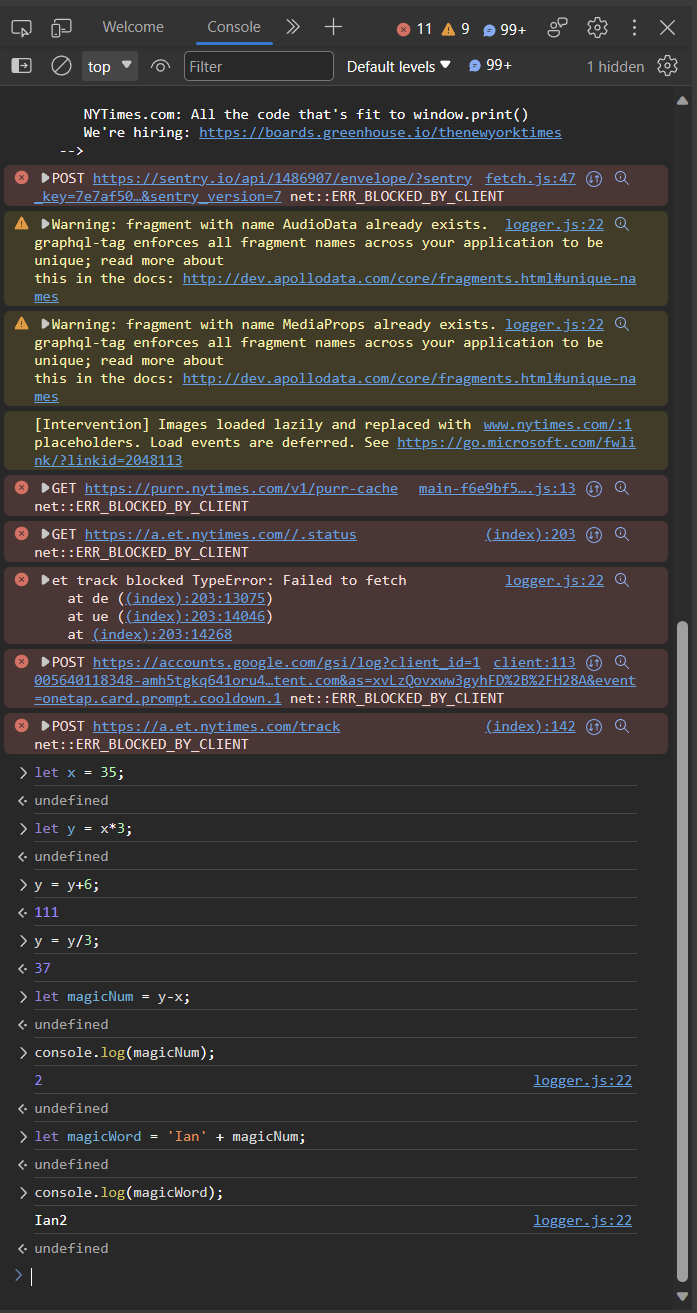 Welcome Console 11 9 99+
top Filter Default levels 99+ 1 hidden
NYTimes.com: All the code that's fit to window.print()
We're hiring: https://boards.greenhouse.io/thenewyorktimes
-->
POST https://sentry.io/api/1486907/envelope/?sentry fetch.js:47
_key=7e7af50…&sentry_version=7 net::ERR_BLOCKED_BY_CLIENT
Warning: fragment with name AudioData already exists. logger.js:22
graphql-tag enforces all fragment names across your application to be
unique; read more about
this in the docs: http://dev.apollodata.com/core/fragments.html#unique-na
mes
Warning: fragment with name MediaProps already exists. logger.js:22
graphql-tag enforces all fragment names across your application to be
unique; read more about
this in the docs: http://dev.apollodata.com/core/fragments.html#unique-na
mes
[Intervention] Images loaded lazily and replaced with www.nytimes.com/:1
placeholders. Load events are deferred. See https://go.microsoft.com/fwli
nk/?linkid=2048113
GET https://purr.nytimes.com/v1/purr-cache main-f6e9bf5….js:13
net::ERR_BLOCKED_BY_CLIENT
GET https://a.et.nytimes.com//.status (index):203
net::ERR_BLOCKED_BY_CLIENT
et track blocked TypeError: Failed to fetch logger.js:22
at de ((index):203:13075)
at ue ((index):203:14046)
at (index):203:14268
POST https://accounts.google.com/gsi/log?client_id=1 client:113
005640118348-amh5tgkq641oru4…tent.com&as=xvLzQovxww3gyhFD%2B%2FH28A&event
=onetap.card.prompt.cooldown.1 net::ERR_BLOCKED_BY_CLIENT
POST https://a.et.nytimes.com/track (index):142
net::ERR_BLOCKED_BY_CLIENT
let x = 35;
undefined
let y = x*3;
undefined
y = y+6;
111
y = y/3;
37
let magicNum = y-x;
undefined
console.log(magicNum);
2 logger.js:22
undefined
let magicWord = 'Ian' + magicNum;
undefined
console.log(magicWord);
Ian2 logger.js:22
undefined